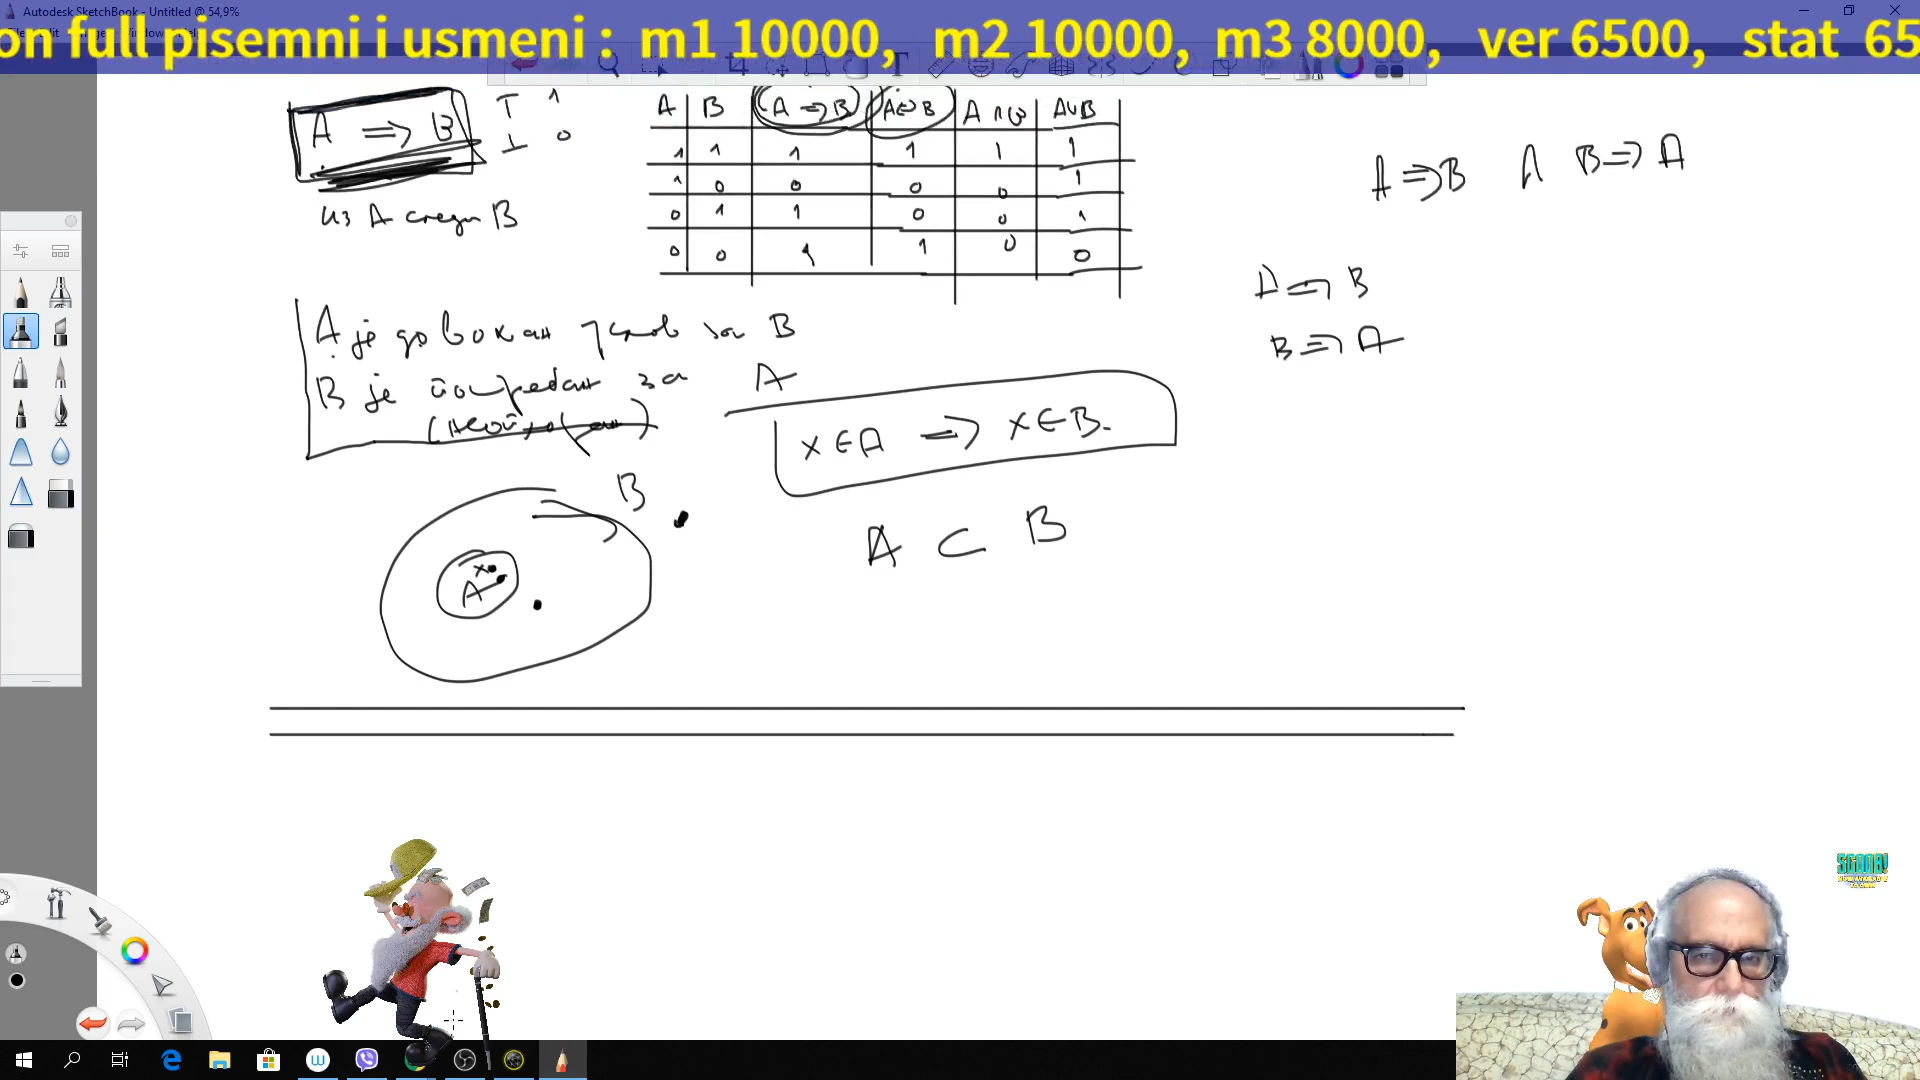 Autodesk SketchBook - Untitled @ 54,9%
on full pisemni i usmeni : m1 10000, m2 10000, m3 8000, ver 6500, stat 65
A ⇒ B
T 1
⊥ 0
из А следи B
A B A ⇒ B A⇔B A ∧ B A∨B
1 1 1 1 1 1
1 0 0 0 0 1
0 1 1 0 0 1
0 0 1 1 0 0
A ⇒ B A B ⇒ A
A ⇒ B
B ⇒ A
А је довољан услов за B
B је потребан за А
x ∈ A ⇒ x ∈ B.
A ⊂ B
B
x
A
SCOOB!